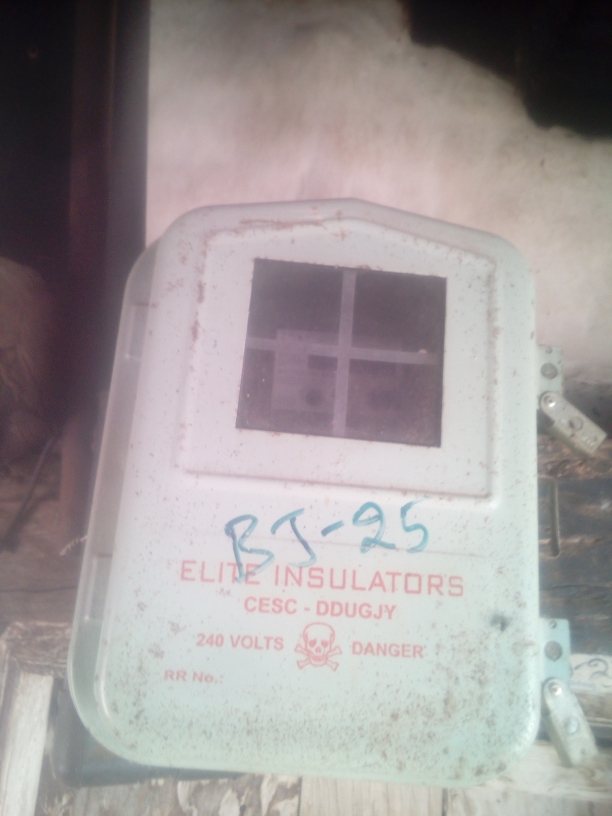 BJ-25
ELITE INSULATORS
CESC - DDUGJY
240 VOLTS DANGER
RR No.: